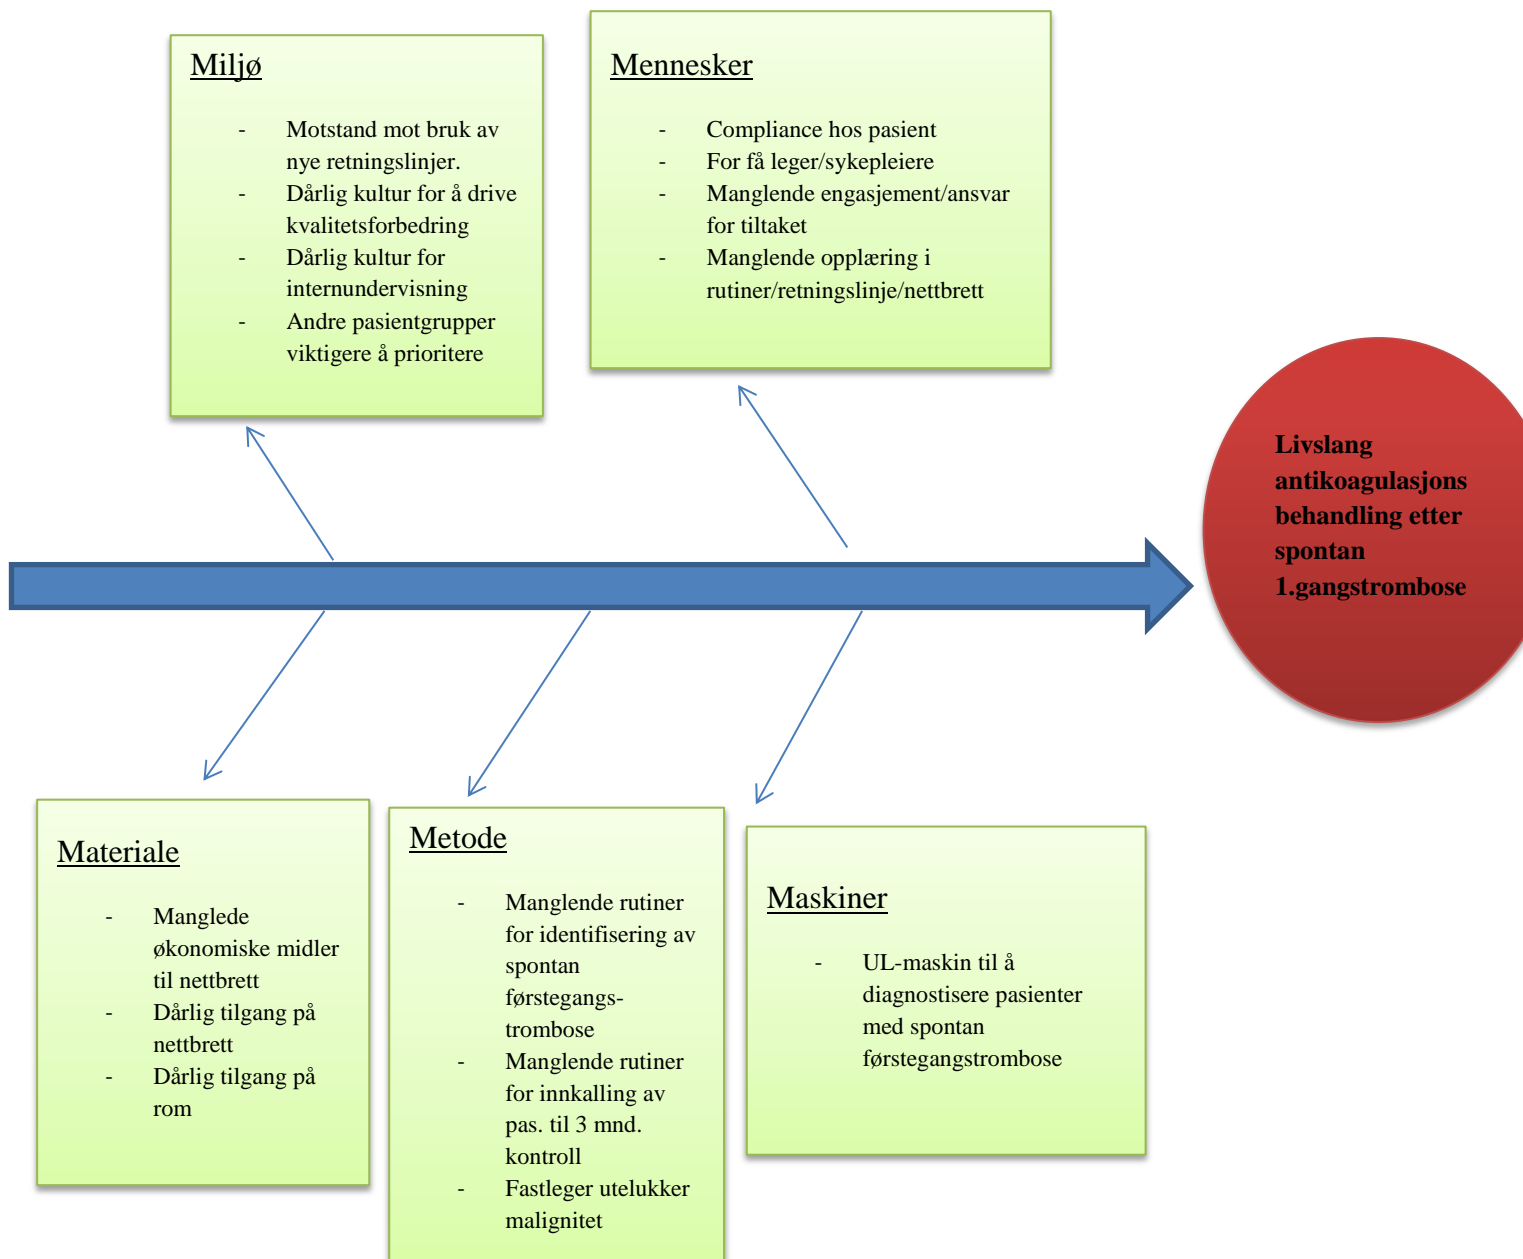 Miljø
- Motstand mot bruk av
nye retningslinjer.
- Dårlig kultur for å drive
kvalitetsforbedring
- Dårlig kultur for
internundervisning
- Andre pasientgrupper
viktigere å prioritere
Mennesker
- Compliance hos pasient
- For få leger/sykepleiere
- Manglende engasjement/ansvar
for tiltaket
- Manglende opplæring i
rutiner/retningslinje/nettbrett
Livslang
antikoagulasjons
behandling etter
spontan
1.gangstrombose
Materiale
- Manglede
økonomiske midler
til nettbrett
- Dårlig tilgang på
nettbrett
- Dårlig tilgang på
rom
Metode
- Manglende rutiner
for identifisering av
spontan
førstegangs-
trombose
- Manglende rutiner
for innkalling av
pas. til 3 mnd.
kontroll
- Fastleger utelukker
malignitet
Maskiner
- UL-maskin til å
diagnostisere pasienter
med spontan
førstegangstrombose